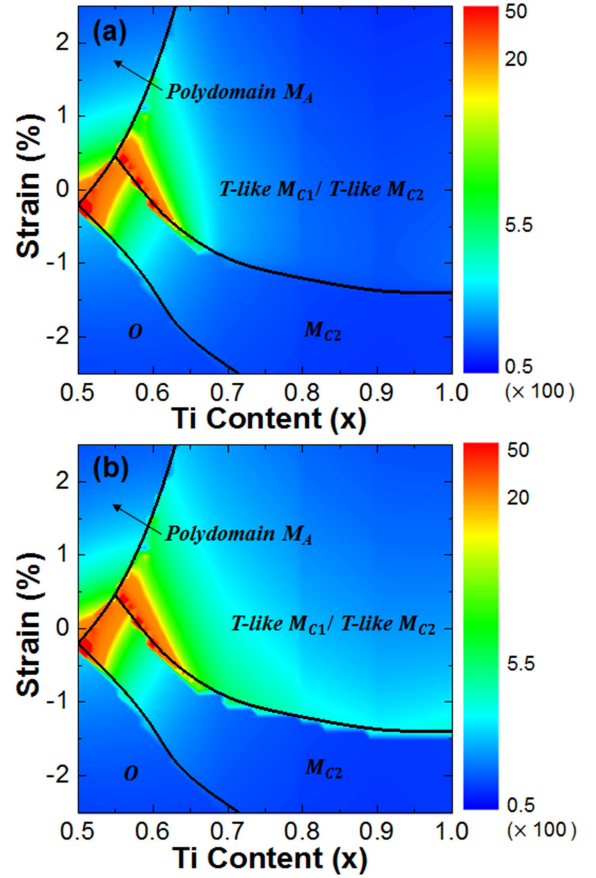 (a)
2
1
0
-1
-2
Strain (%)
Polydomain M_A
T-like M_C1/ T-like M_C2
O
M_C2
0.5 0.6 0.7 0.8 0.9 1.0
Ti Content (x)
50
20
5.5
0.5
(× 100)
(b)
2
1
0
-1
-2
Strain (%)
Polydomain M_A
T-like M_C1/ T-like M_C2
O
M_C2
0.5 0.6 0.7 0.8 0.9 1.0
Ti Content (x)
50
20
5.5
0.5
(× 100)